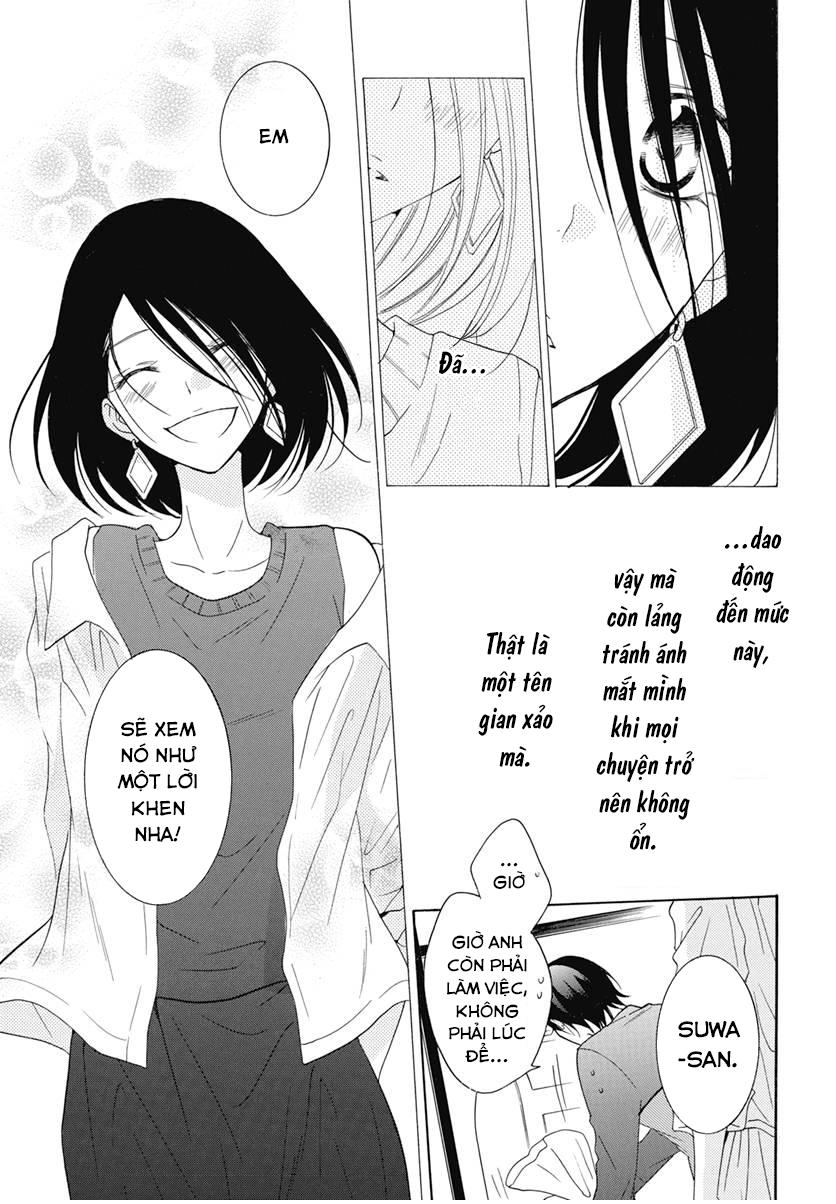 Đã...
...dao
động
đến mức
này,
vậy mà
còn lảng
tránh ánh
mắt mình
khi mọi
chuyện trở
nên không
ổn.
Thật là
một tên
gian xảo
mà.
SUWA
-SAN.
...
GIỜ
GIỜ ANH
CÒN PHẢI
LÀM VIỆC,
KHÔNG
PHẢI LÚC
ĐỂ...
EM
SẼ XEM
NÓ NHƯ
MỘT LỜI
KHEN
NHA!